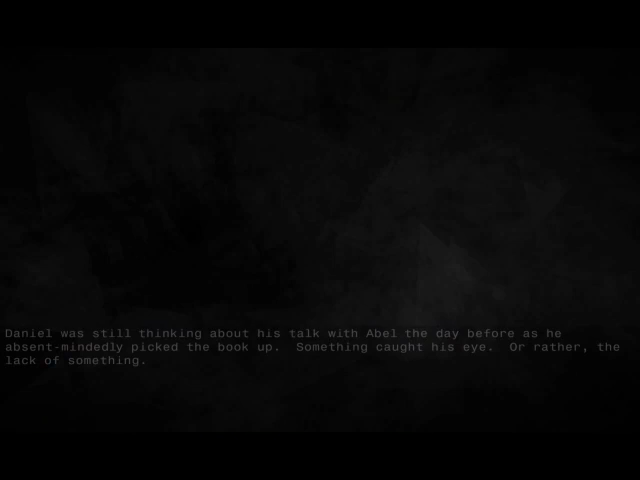 Daniel was still thinking about his talk with Abel the day before as he
absent-mindedly picked the book up.  Something caught his eye.  Or rather, the
lack of something.